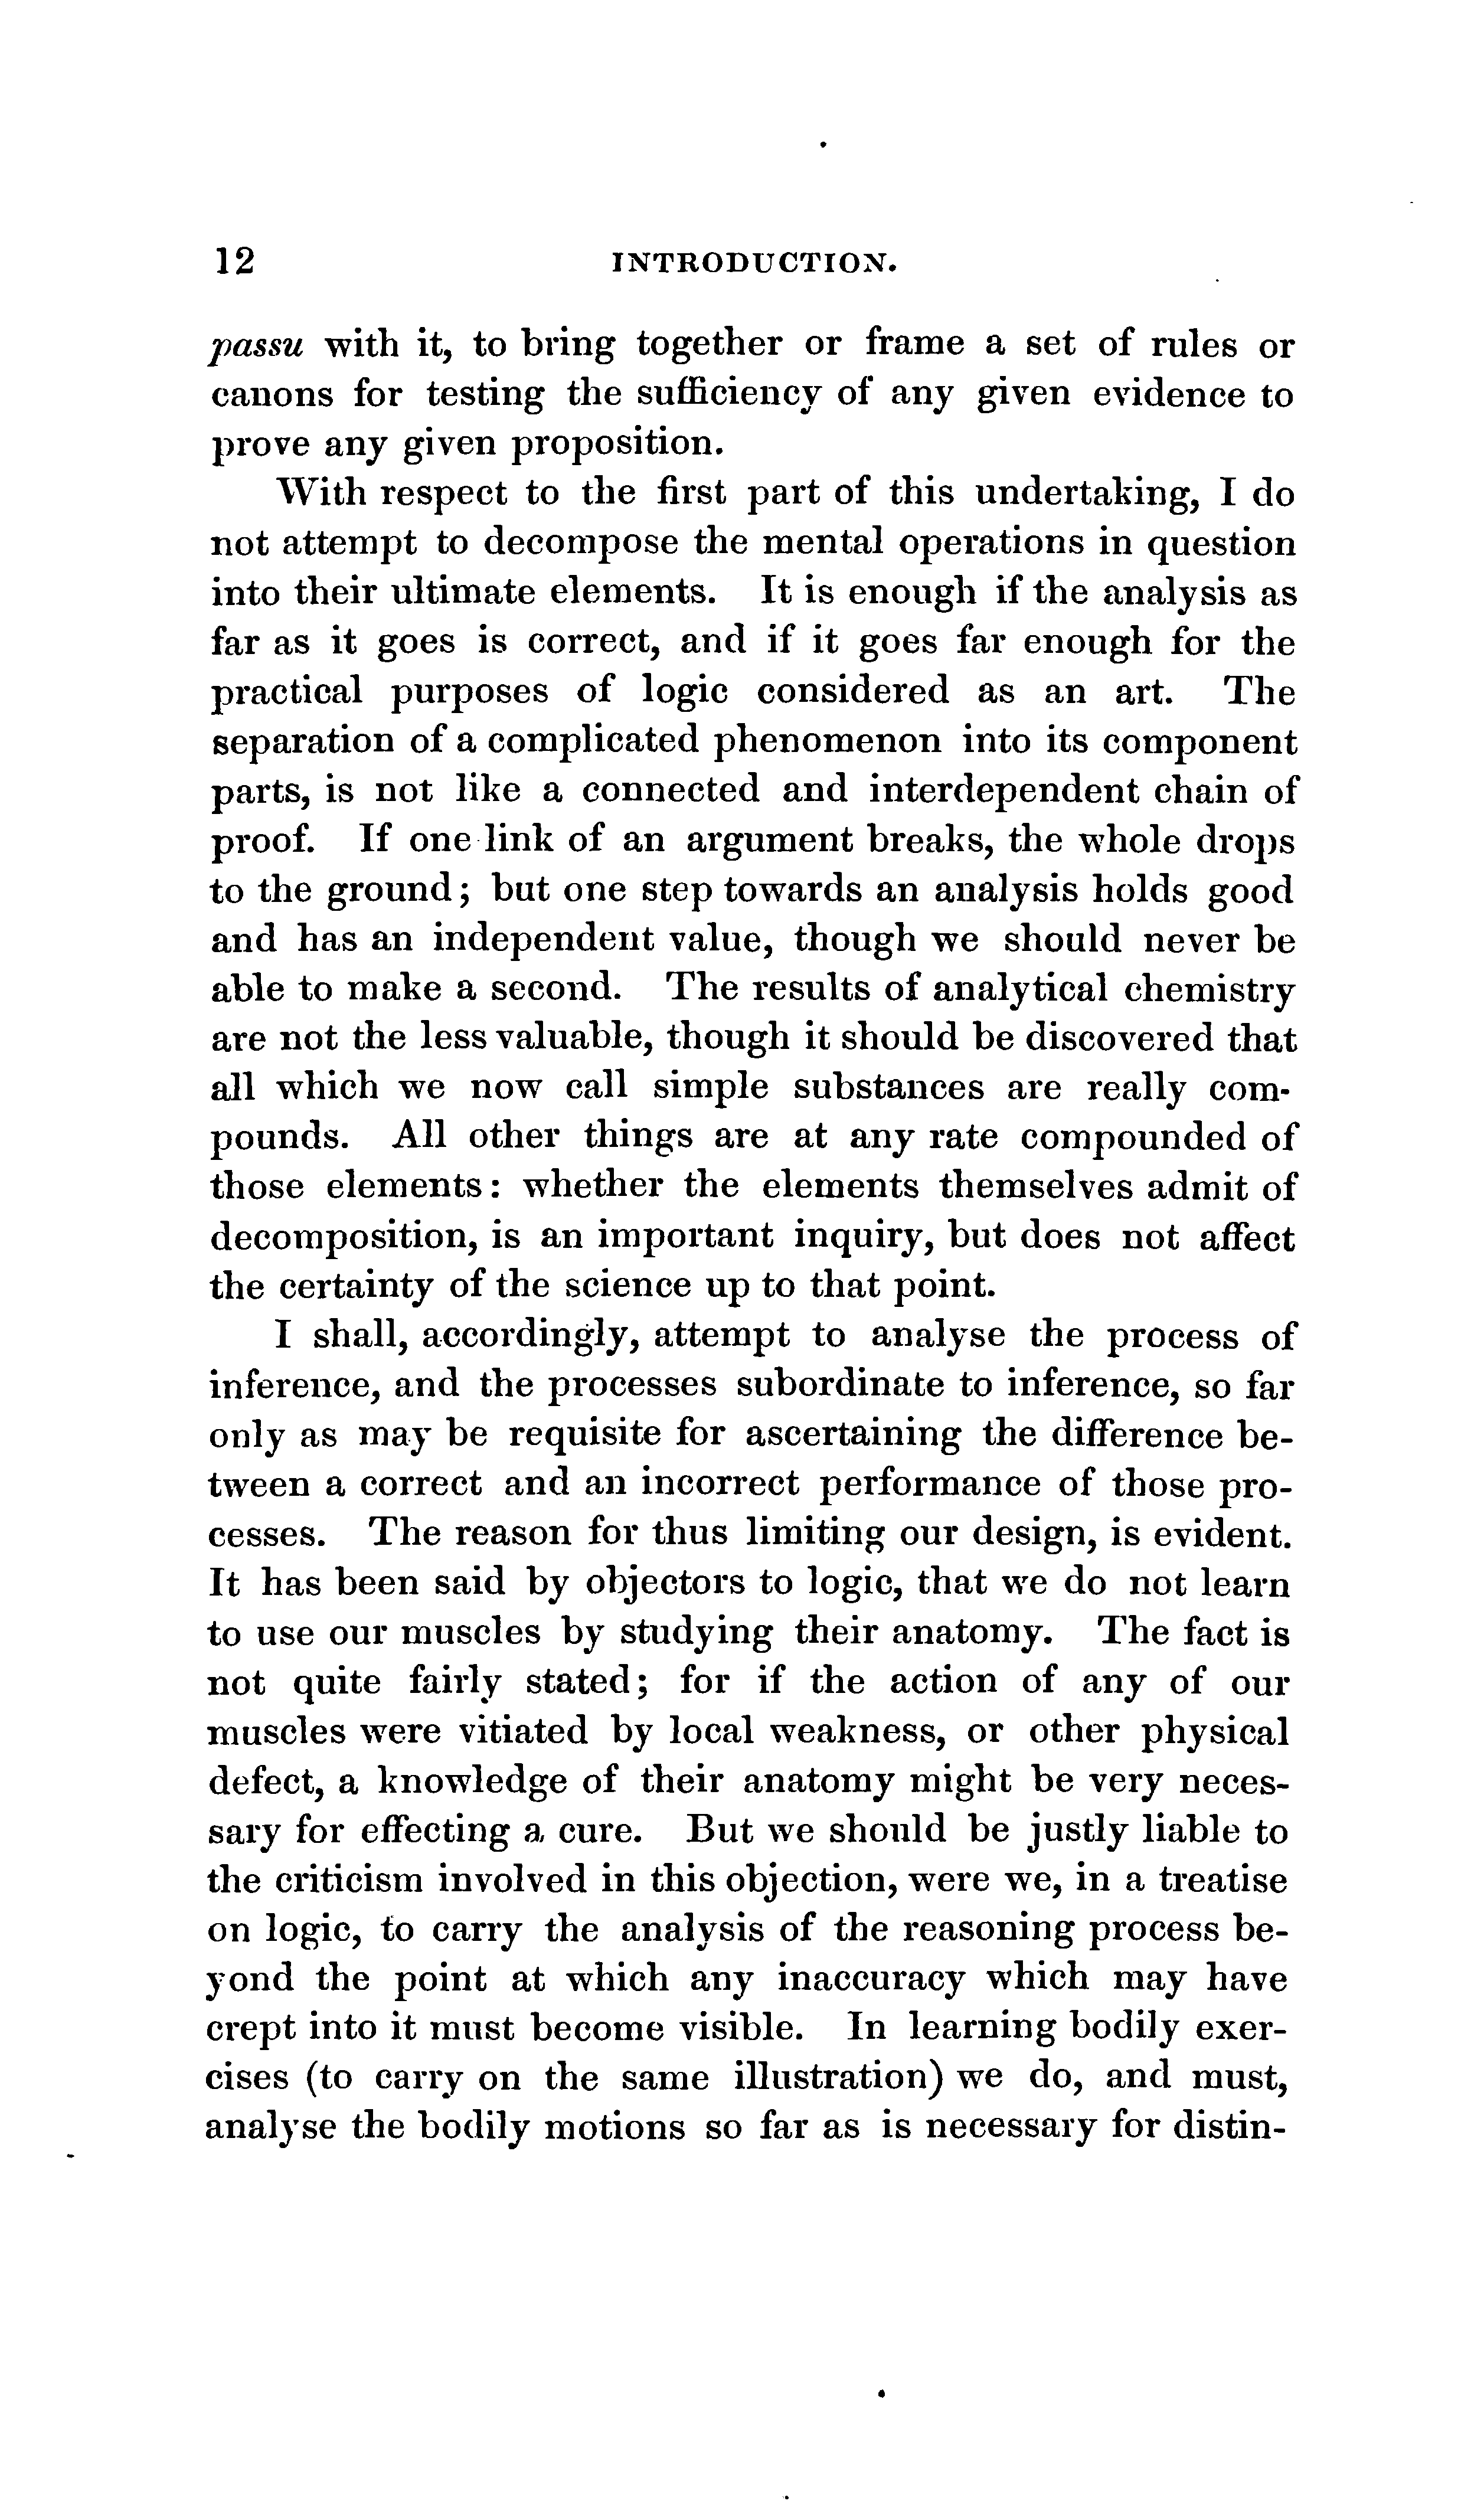 12 INTRODUCTION.
passu with it, to bring together or frame a set of rules or
canons for testing the sufficiency of any given evidence to
prove any given proposition.
With respect to the first part of this undertaking, I do
not attempt to decompose the mental operations in question
into their ultimate elements. It is enough if the analysis as
far as it goes is correct, and if it goes far enough for the
practical purposes of logic considered as an art. The
separation of a complicated phenomenon into its component
parts, is not like a connected and interdependent chain of
proof. If one link of an argument breaks, the whole drops
to the ground; but one step towards an analysis holds good
and has an independent value, though we should never be
able to make a second. The results of analytical chemistry
are not the less valuable, though it should be discovered that
all which we now call simple substances are really com-
pounds. All other things are at any rate compounded of
those elements: whether the elements themselves admit of
decomposition, is an important inquiry, but does not affect
the certainty of the science up to that point.
I shall, accordingly, attempt to analyse the process of
inference, and the processes subordinate to inference, so far
only as may be requisite for ascertaining the difference be-
tween a correct and an incorrect performance of those pro-
cesses. The reason for thus limiting our design, is evident.
It has been said by objectors to logic, that we do not learn
to use our muscles by studying their anatomy. The fact is
not quite fairly stated; for if the action of any of our
muscles were vitiated by local weakness, or other physical
defect, a knowledge of their anatomy might be very neces-
sary for effecting a cure. But we should be justly liable to
the criticism involved in this objection, were we, in a treatise
on logic, to carry the analysis of the reasoning process be-
yond the point at which any inaccuracy which may have
crept into it must become visible. In learning bodily exer-
cises (to carry on the same illustration) we do, and must,
analyse the bodily motions so far as is necessary for distin-